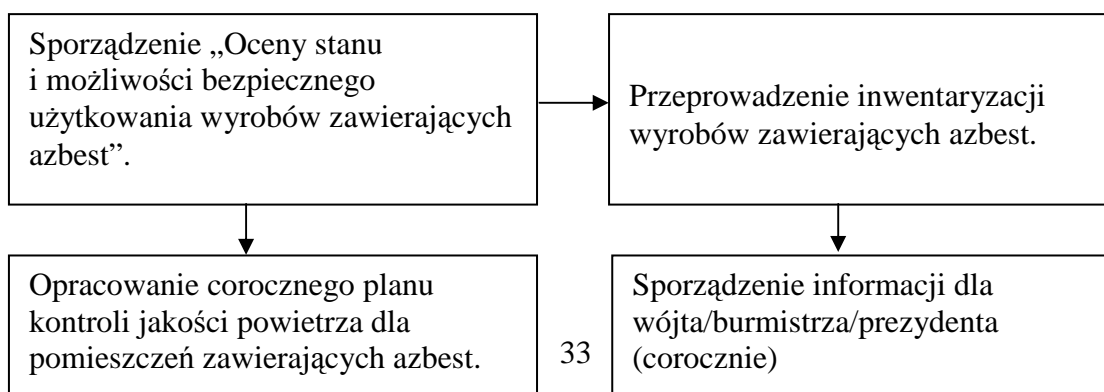 Sporządzenie „Oceny stanu
i możliwości bezpiecznego
użytkowania wyrobów zawierających
azbest”.
Przeprowadzenie inwentaryzacji
wyrobów zawierających azbest.
Opracowanie corocznego planu
kontroli jakości powietrza dla
pomieszczeń zawierających azbest.
33
Sporządzenie informacji dla
wójta/burmistrza/prezydenta
(corocznie)